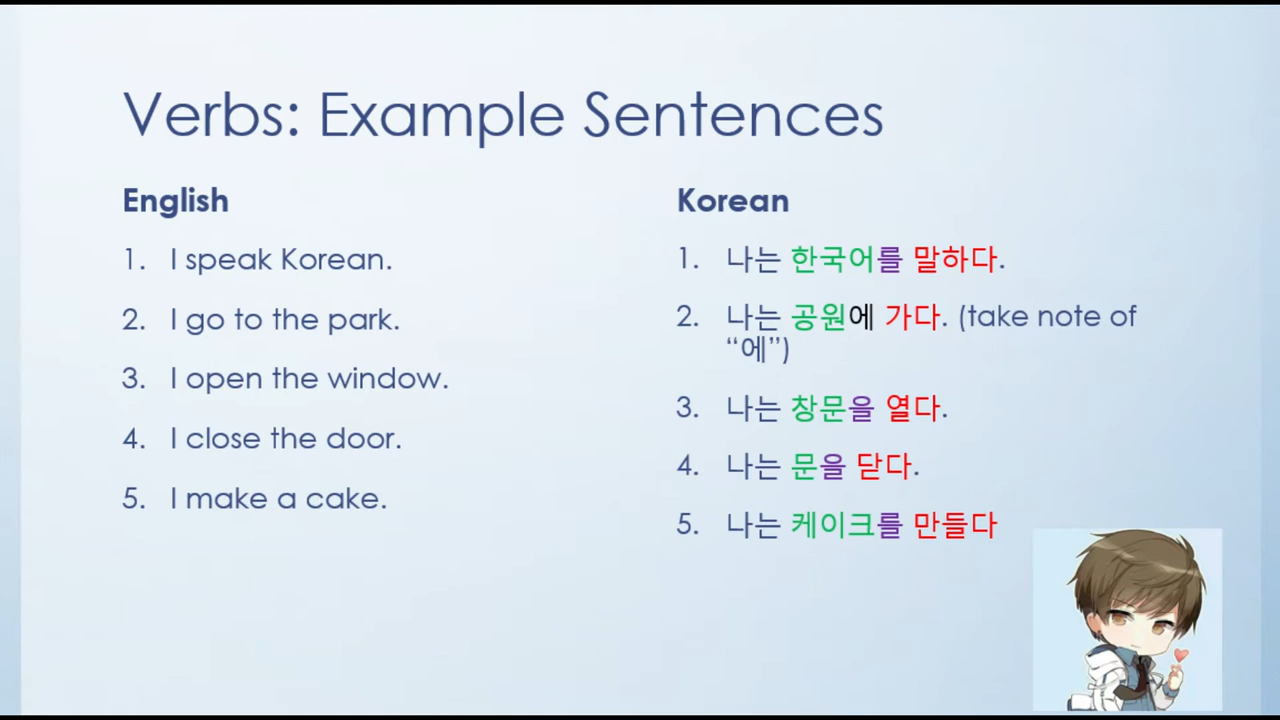 Verbs: Example Sentences
English
1. I speak Korean.
2. I go to the park.
3. I open the window.
4. I close the door.
5. I make a cake.
Korean
1. 나는 한국어를 말하다.
2. 나는 공원에 가다. (take note of
“에”)
3. 나는 창문을 열다.
4. 나는 문을 닫다.
5. 나는 케이크를 만들다